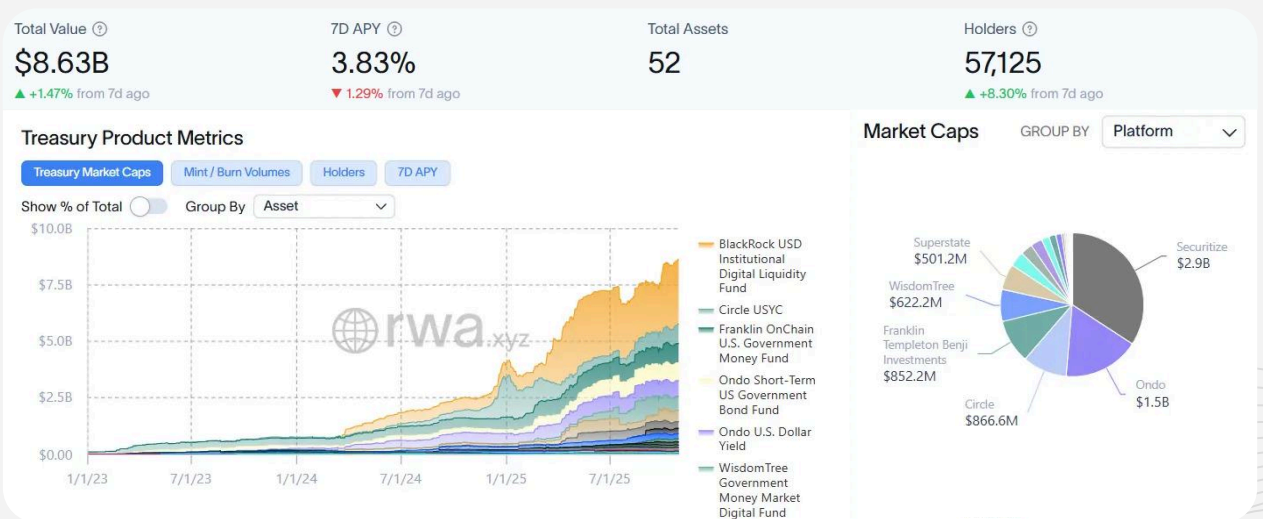 Total Value
$8.63B
▲ +1.47% from 7d ago
7D APY
3.83%
▼ 1.29% from 7d ago
Total Assets
52
Holders
57,125
▲ +8.30% from 7d ago
Treasury Product Metrics
Treasury Market Caps
Mint / Burn Volumes
Holders
7D APY
Show % of Total
Group By
Asset
$10.0B
$7.5B
$5.0B
$2.5B
$0.00
1/1/23
7/1/23
1/1/24
7/1/24
1/1/25
7/1/25
rwa.xyz
BlackRock USD
Institutional
Digital Liquidity
Fund
Circle USYC
Franklin OnChain
U.S. Government
Money Fund
Ondo Short-Term
US Government
Bond Fund
Ondo U.S. Dollar
Yield
WisdomTree
Government
Money Market
Digital Fund
Market Caps
GROUP BY
Platform
Superstate
$501.2M
WisdomTree
$622.2M
Franklin
Templeton Benji
Investments
$852.2M
Circle
$866.6M
Ondo
$1.5B
Securitize
$2.9B